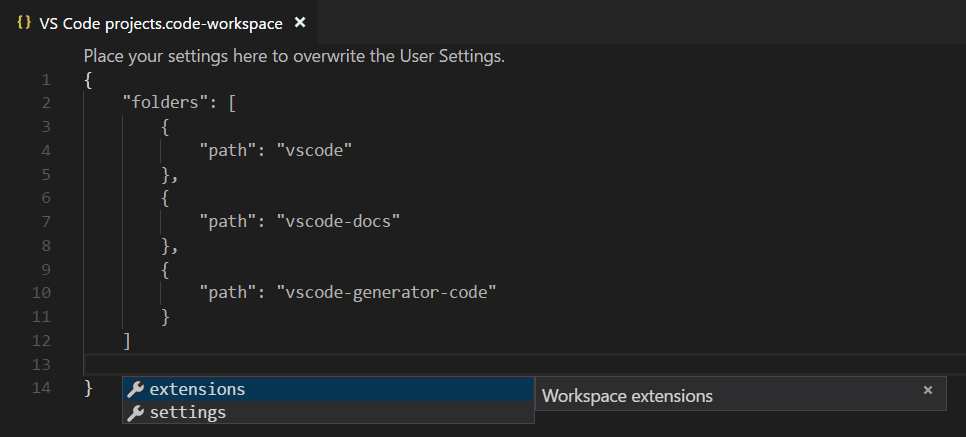 {} VS Code projects.code-workspace ×
Place your settings here to overwrite the User Settings.
1 {
2 "folders": [
3 {
4 "path": "vscode"
5 },
6 {
7 "path": "vscode-docs"
8 },
9 {
10 "path": "vscode-generator-code"
11 }
12 ]
13
14 }
extensions
Workspace extensions ×
settings